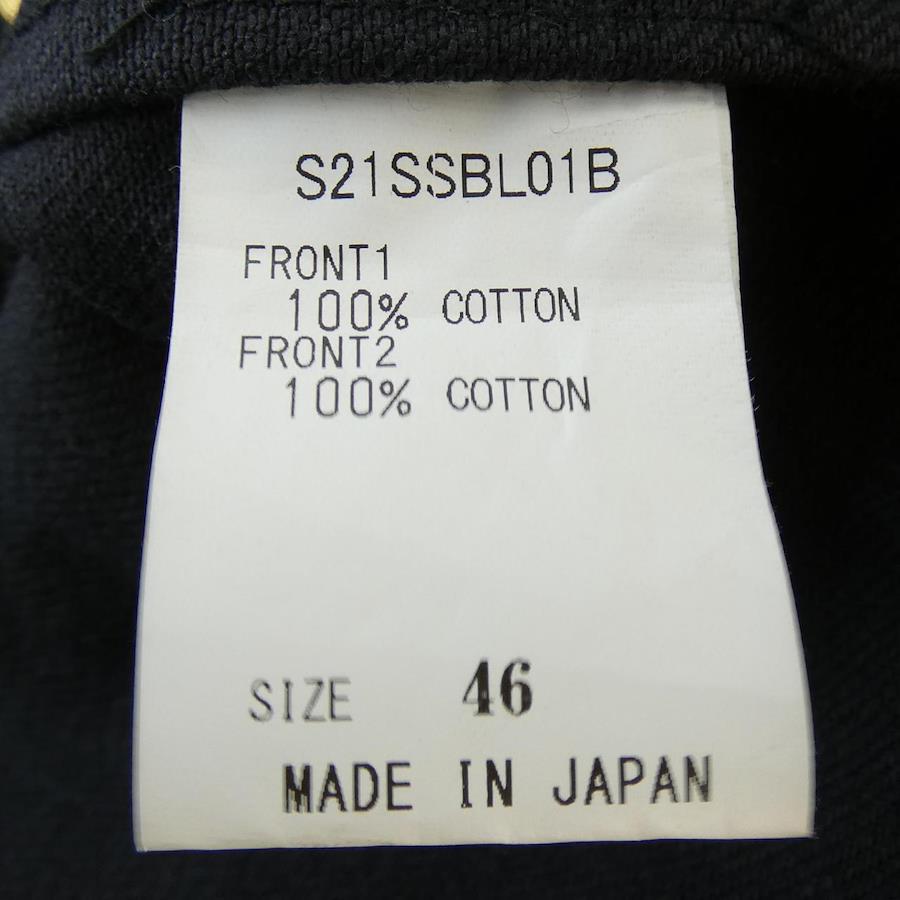 S21SSBL01B
FRONT1
100% COTTON
FRONT2
100% COTTON
SIZE 46
MADE IN JAPAN